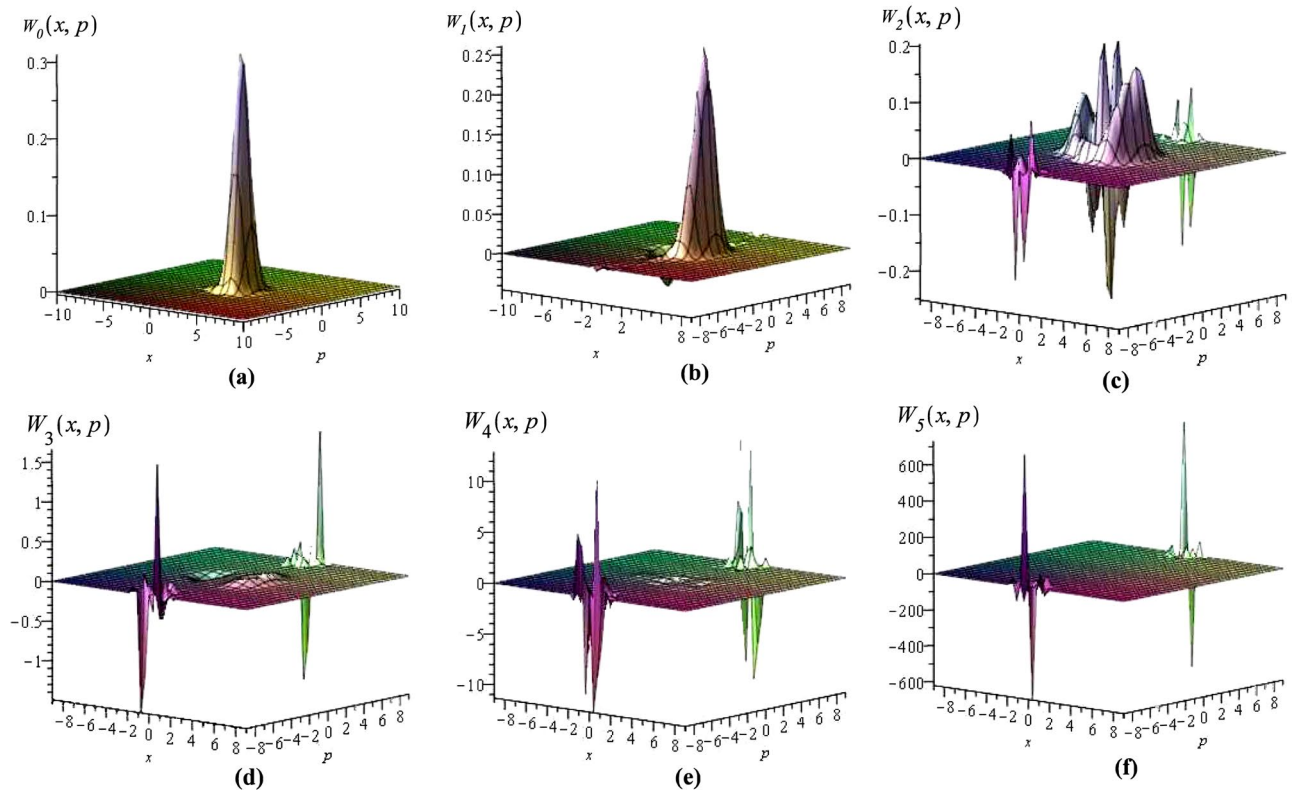 W₀(x, p)
0.3
0.2
0.1
0
-10
-5
0
5
10
-5
0
5
10
x
p
(a)
W₁(x, p)
0.25
0.20
0.15
0.10
0.05
0
-10
-6
-2
2
6
8 -8 -6 -4 -2 0 2 4 6 8
x
p
(b)
W₂(x, p)
0.2
0.1
0
-0.1
-0.2
-8 -6 -4 -2 0 2 4 6 8
-8 -6 -4 -2 0 2 4 6 8
x
p
(c)
W₃(x, p)
1.5
1
0.5
0
-0.5
-1
-8 -6 -4 -2 0 2 4 6 8
-8 -6 -4 -2 0 2 4 6 8
x
p
(d)
W₄(x, p)
10
5
0
-5
-10
-8 -6 -4 -2 0 2 4 6 8
-8 -6 -4 -2 0 2 4 6 8
x
p
(e)
W₅(x, p)
600
400
200
0
-200
-400
-600
-8 -6 -4 -2 0 2 4 6 8
-8 -6 -4 -2 0 2 4 6 8
x
p
(f)